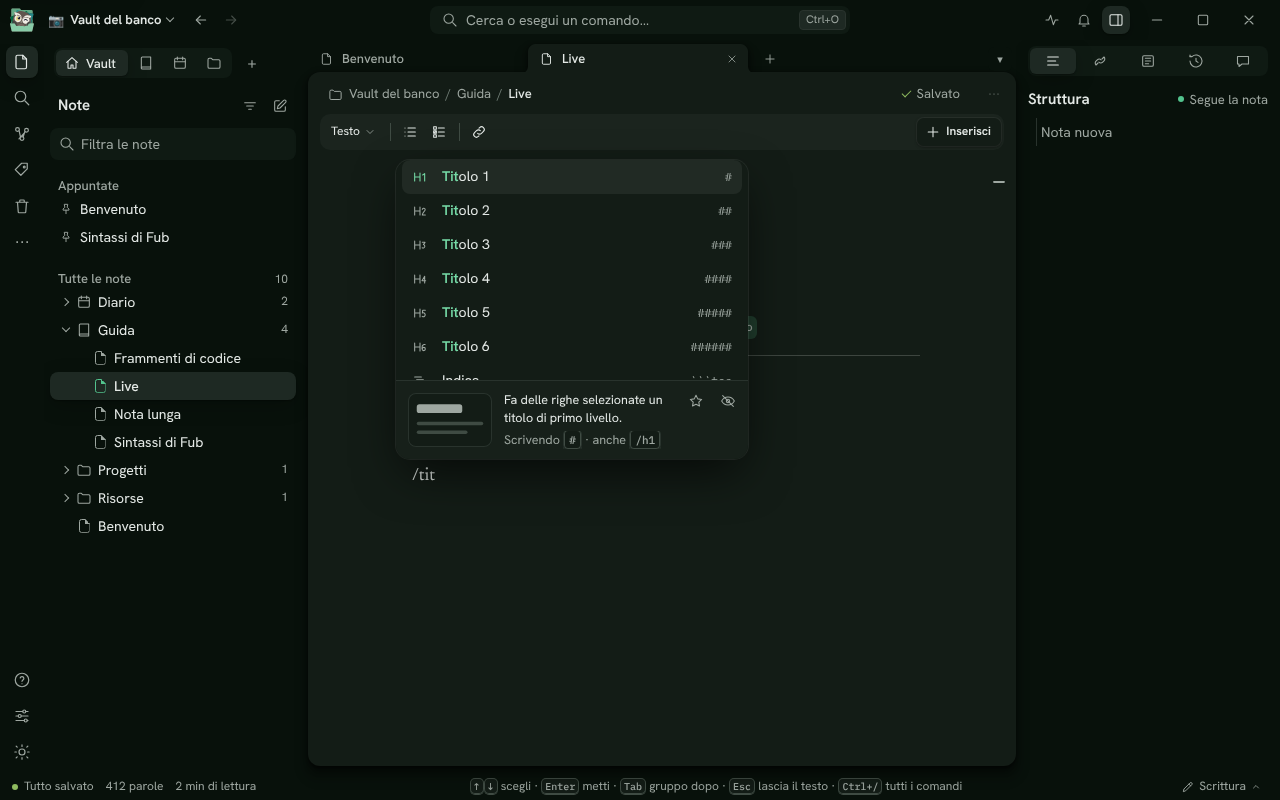 Vault del banco
Cerca o esegui un comando...
Ctrl+O
Vault
Benvenuto
Live
Note
Filtra le note
Appuntate
Benvenuto
Sintassi di Fub
Tutte le note 10
Diario 2
Guida 4
Frammenti di codice
Live
Nota lunga
Sintassi di Fub
Progetti 1
Risorse 1
Benvenuto
Vault del banco / Guida / Live
Salvato
Testo
Inserisci
H1 Titolo 1 #
H2 Titolo 2 ##
H3 Titolo 3 ###
H4 Titolo 4 ####
H5 Titolo 5 #####
H6 Titolo 6 ######
Indice
Fa delle righe selezionate un
titolo di primo livello.
Scrivendo # · anche /h1
/tit
Struttura
Segue la nota
Nota nuova
Tutto salvato 412 parole 2 min di lettura
↑ ↓ scegli · Enter metti · Tab gruppo dopo · Esc lascia il testo · Ctrl+/ tutti i comandi
Scrittura